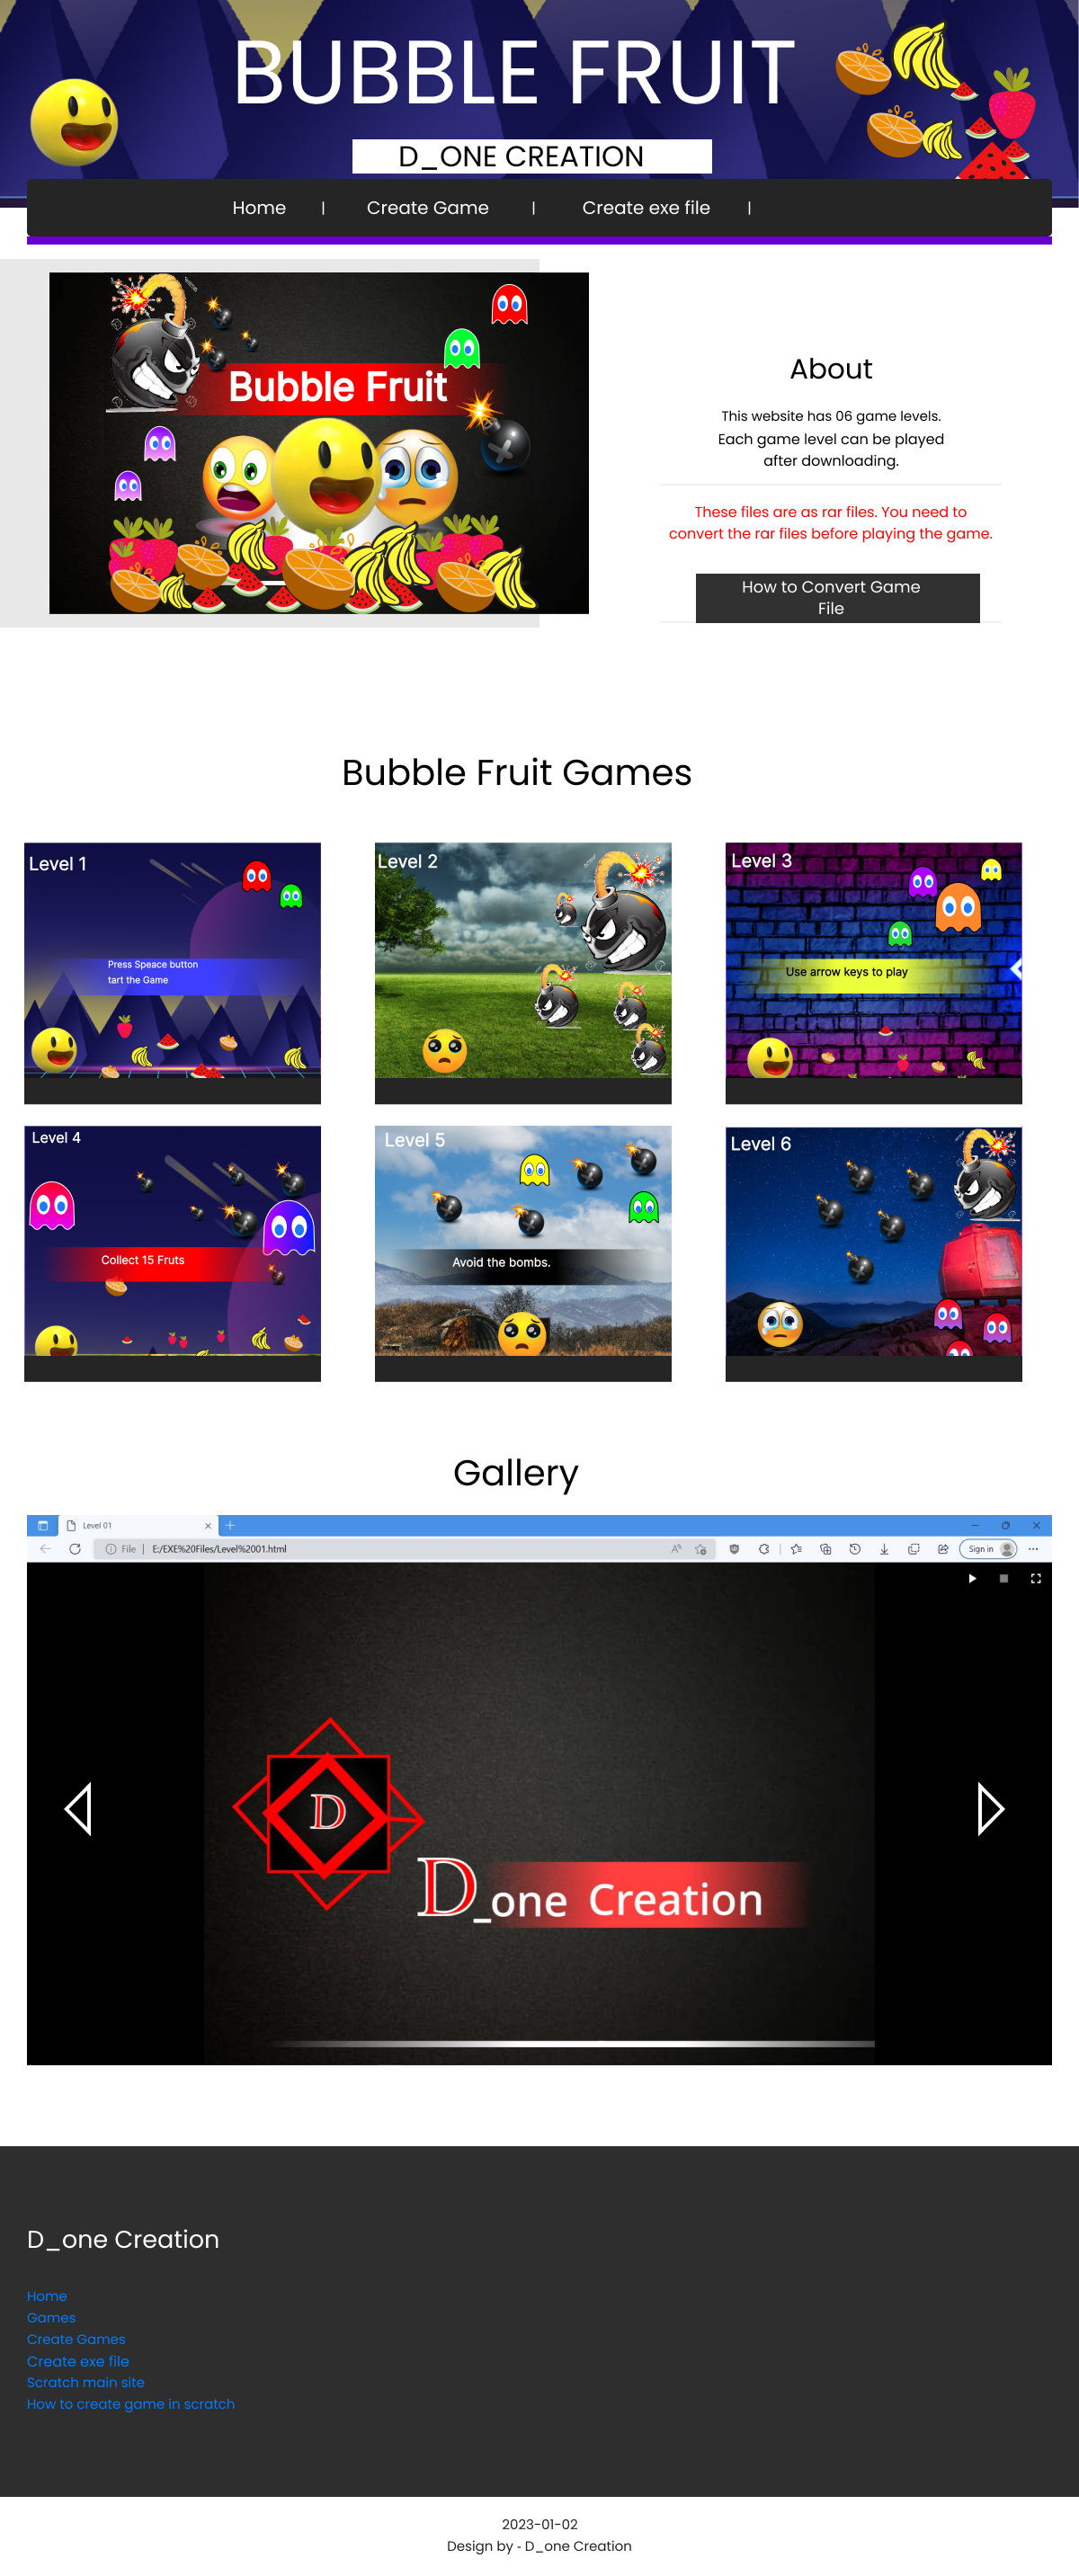 BUBBLE FRUIT
D_ONE CREATION
Home | Create Game | Create exe file |
Bubble Fruit
About
This website has 06 game levels.
Each game level can be played
after downloading.
These files are as rar files. You need to
convert the rar files before playing the game.
How to Convert Game
File
Bubble Fruit Games
Level 1
Press Speace button
tart the Game
Level 2
Level 3
Use arrow keys to play
Level 4
Collect 15 Fruts
Level 5
Avoid the bombs.
Level 6
Gallery
Level 01
File | E:/EXE%20Files/Level%2001.html
Sign in
D
D_one Creation
D_one Creation
Home
Games
Create Games
Create exe file
Scratch main site
How to create game in scratch
2023-01-02
Design by - D_one Creation